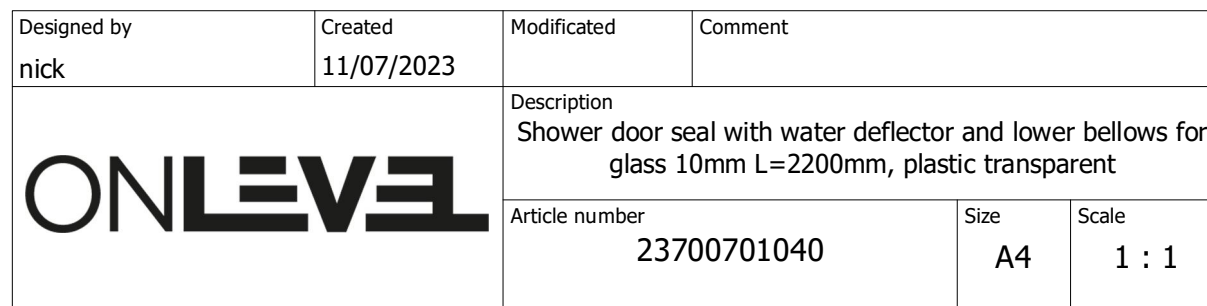 Designed by Created Modificated Comment
nick 11/07/2023
Description
Shower door seal with water deflector and lower bellows for
glass 10mm L=2200mm, plastic transparent
ONLEVEL
Article number Size Scale
23700701040 A4 1 : 1